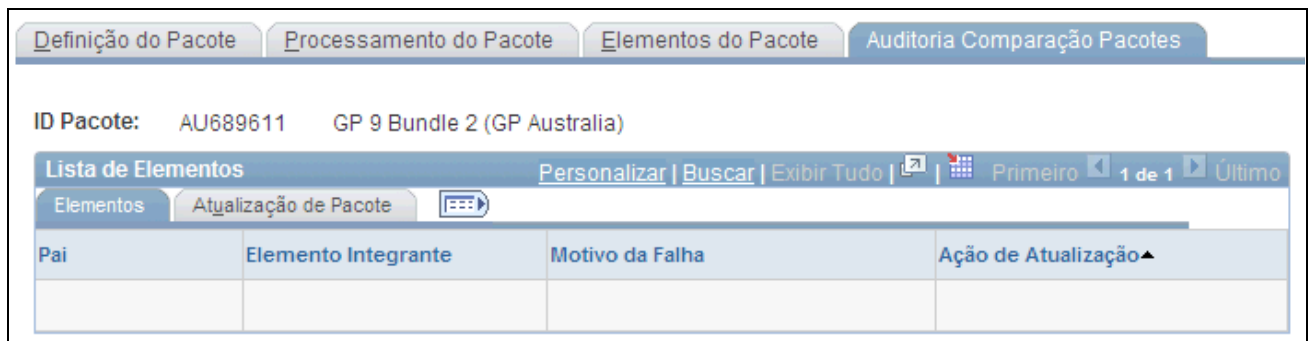 Definição do Pacote Processamento do Pacote Elementos do Pacote Auditoria Comparação Pacotes
ID Pacote: AU689611 GP 9 Bundle 2 (GP Australia)
Lista de Elementos Personalizar | Buscar | Exibir Tudo | | Primeiro 1 de 1 Último
Elementos Atualização de Pacote
Pai Elemento Integrante Motivo da Falha Ação de Atualização